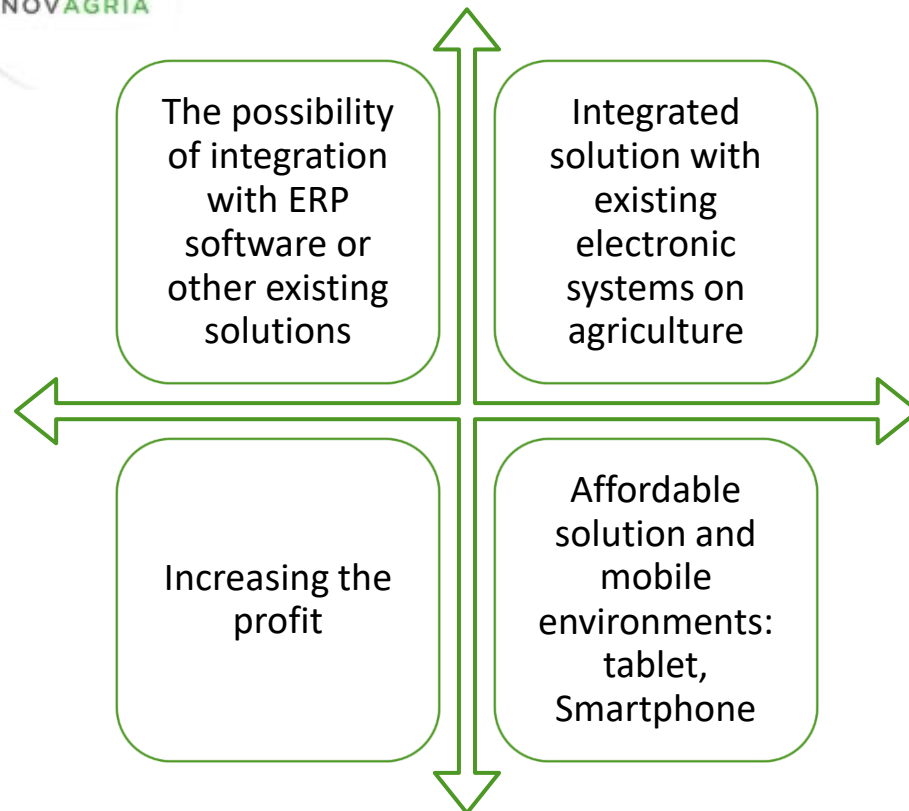 NOVAGRIA
The possibility
of integration
with ERP
software or
other existing
solutions
Integrated
solution with
existing
electronic
systems on
agriculture
Increasing the
profit
Affordable
solution and
mobile
environments:
tablet,
Smartphone